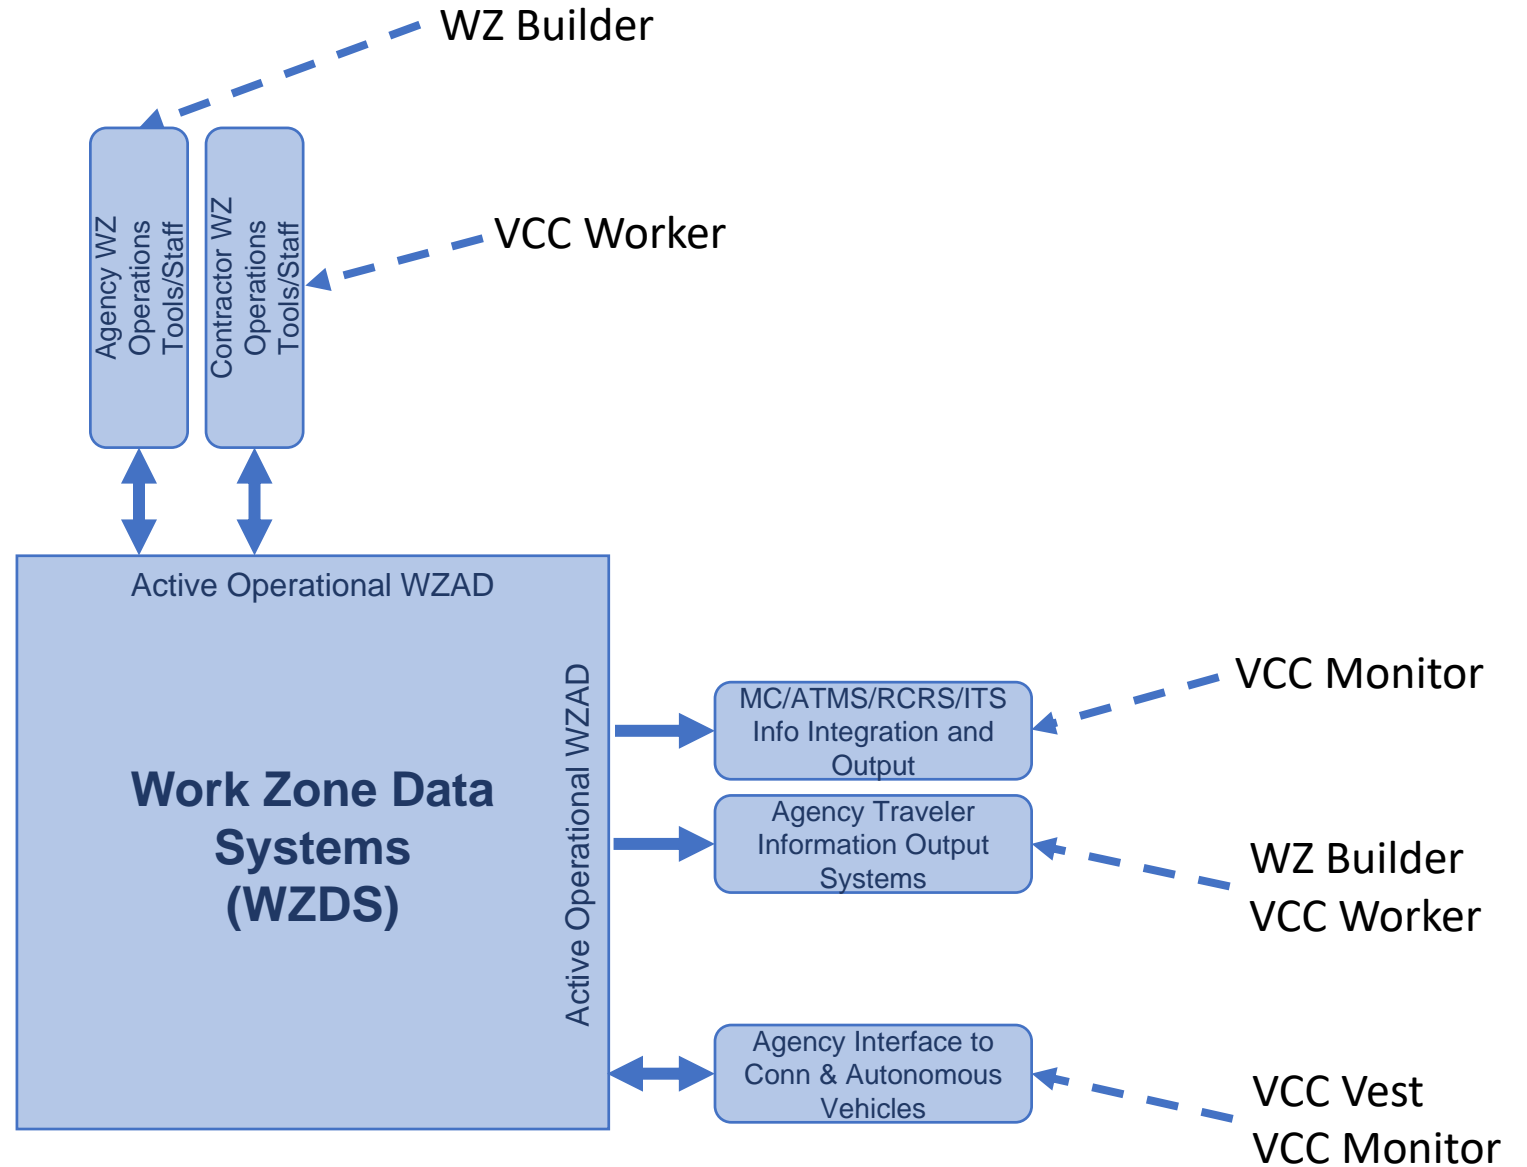 WZ Builder
Agency WZ
Operations
Tools/Staff
Contractor WZ
Operations
Tools/Staff
VCC Worker
Active Operational WZAD
Work Zone Data
Systems
(WZDS)
Active Operational WZAD
MC/ATMS/RCRS/ITS
Info Integration and
Output
VCC Monitor
Agency Traveler
Information Output
Systems
WZ Builder
VCC Worker
Agency Interface to
Conn & Autonomous
Vehicles
VCC Vest
VCC Monitor